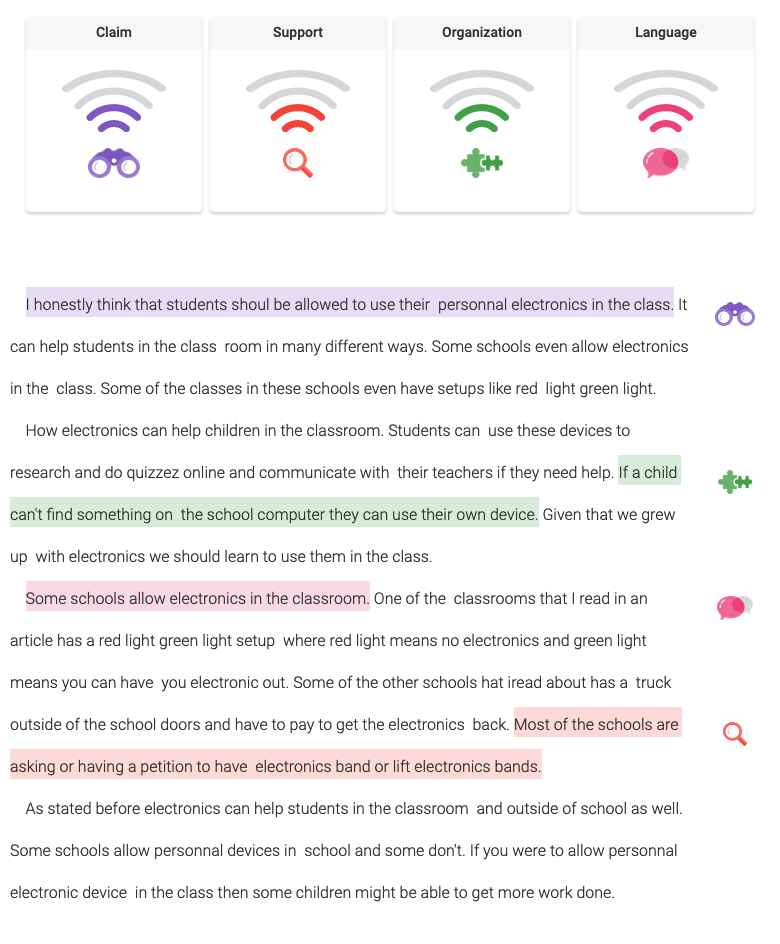 Claim Support Organization Language
I honestly think that students shoul be allowed to use their  personnal electronics in the class. It
can help students in the class  room in many different ways. Some schools even allow electronics
in the  class. Some of the classes in these schools even have setups like red  light green light.
How electronics can help children in the classroom. Students can  use these devices to
research and do quizzez online and communicate with  their teachers if they need help. If a child
can't find something on  the school computer they can use their own device. Given that we grew
up  with electronics we should learn to use them in the class.
Some schools allow electronics in the classroom. One of the  classrooms that I read in an
article has a red light green light setup  where red light means no electronics and green light
means you can have  you electronic out. Some of the other schools hat iread about has a  truck
outside of the school doors and have to pay to get the electronics  back. Most of the schools are
asking or having a petition to have  electronics band or lift electronics bands.
As stated before electronics can help students in the classroom  and outside of school as well.
Some schools allow personnal devices in  school and some don't. If you were to allow personnal
electronic device  in the class then some children might be able to get more work done.